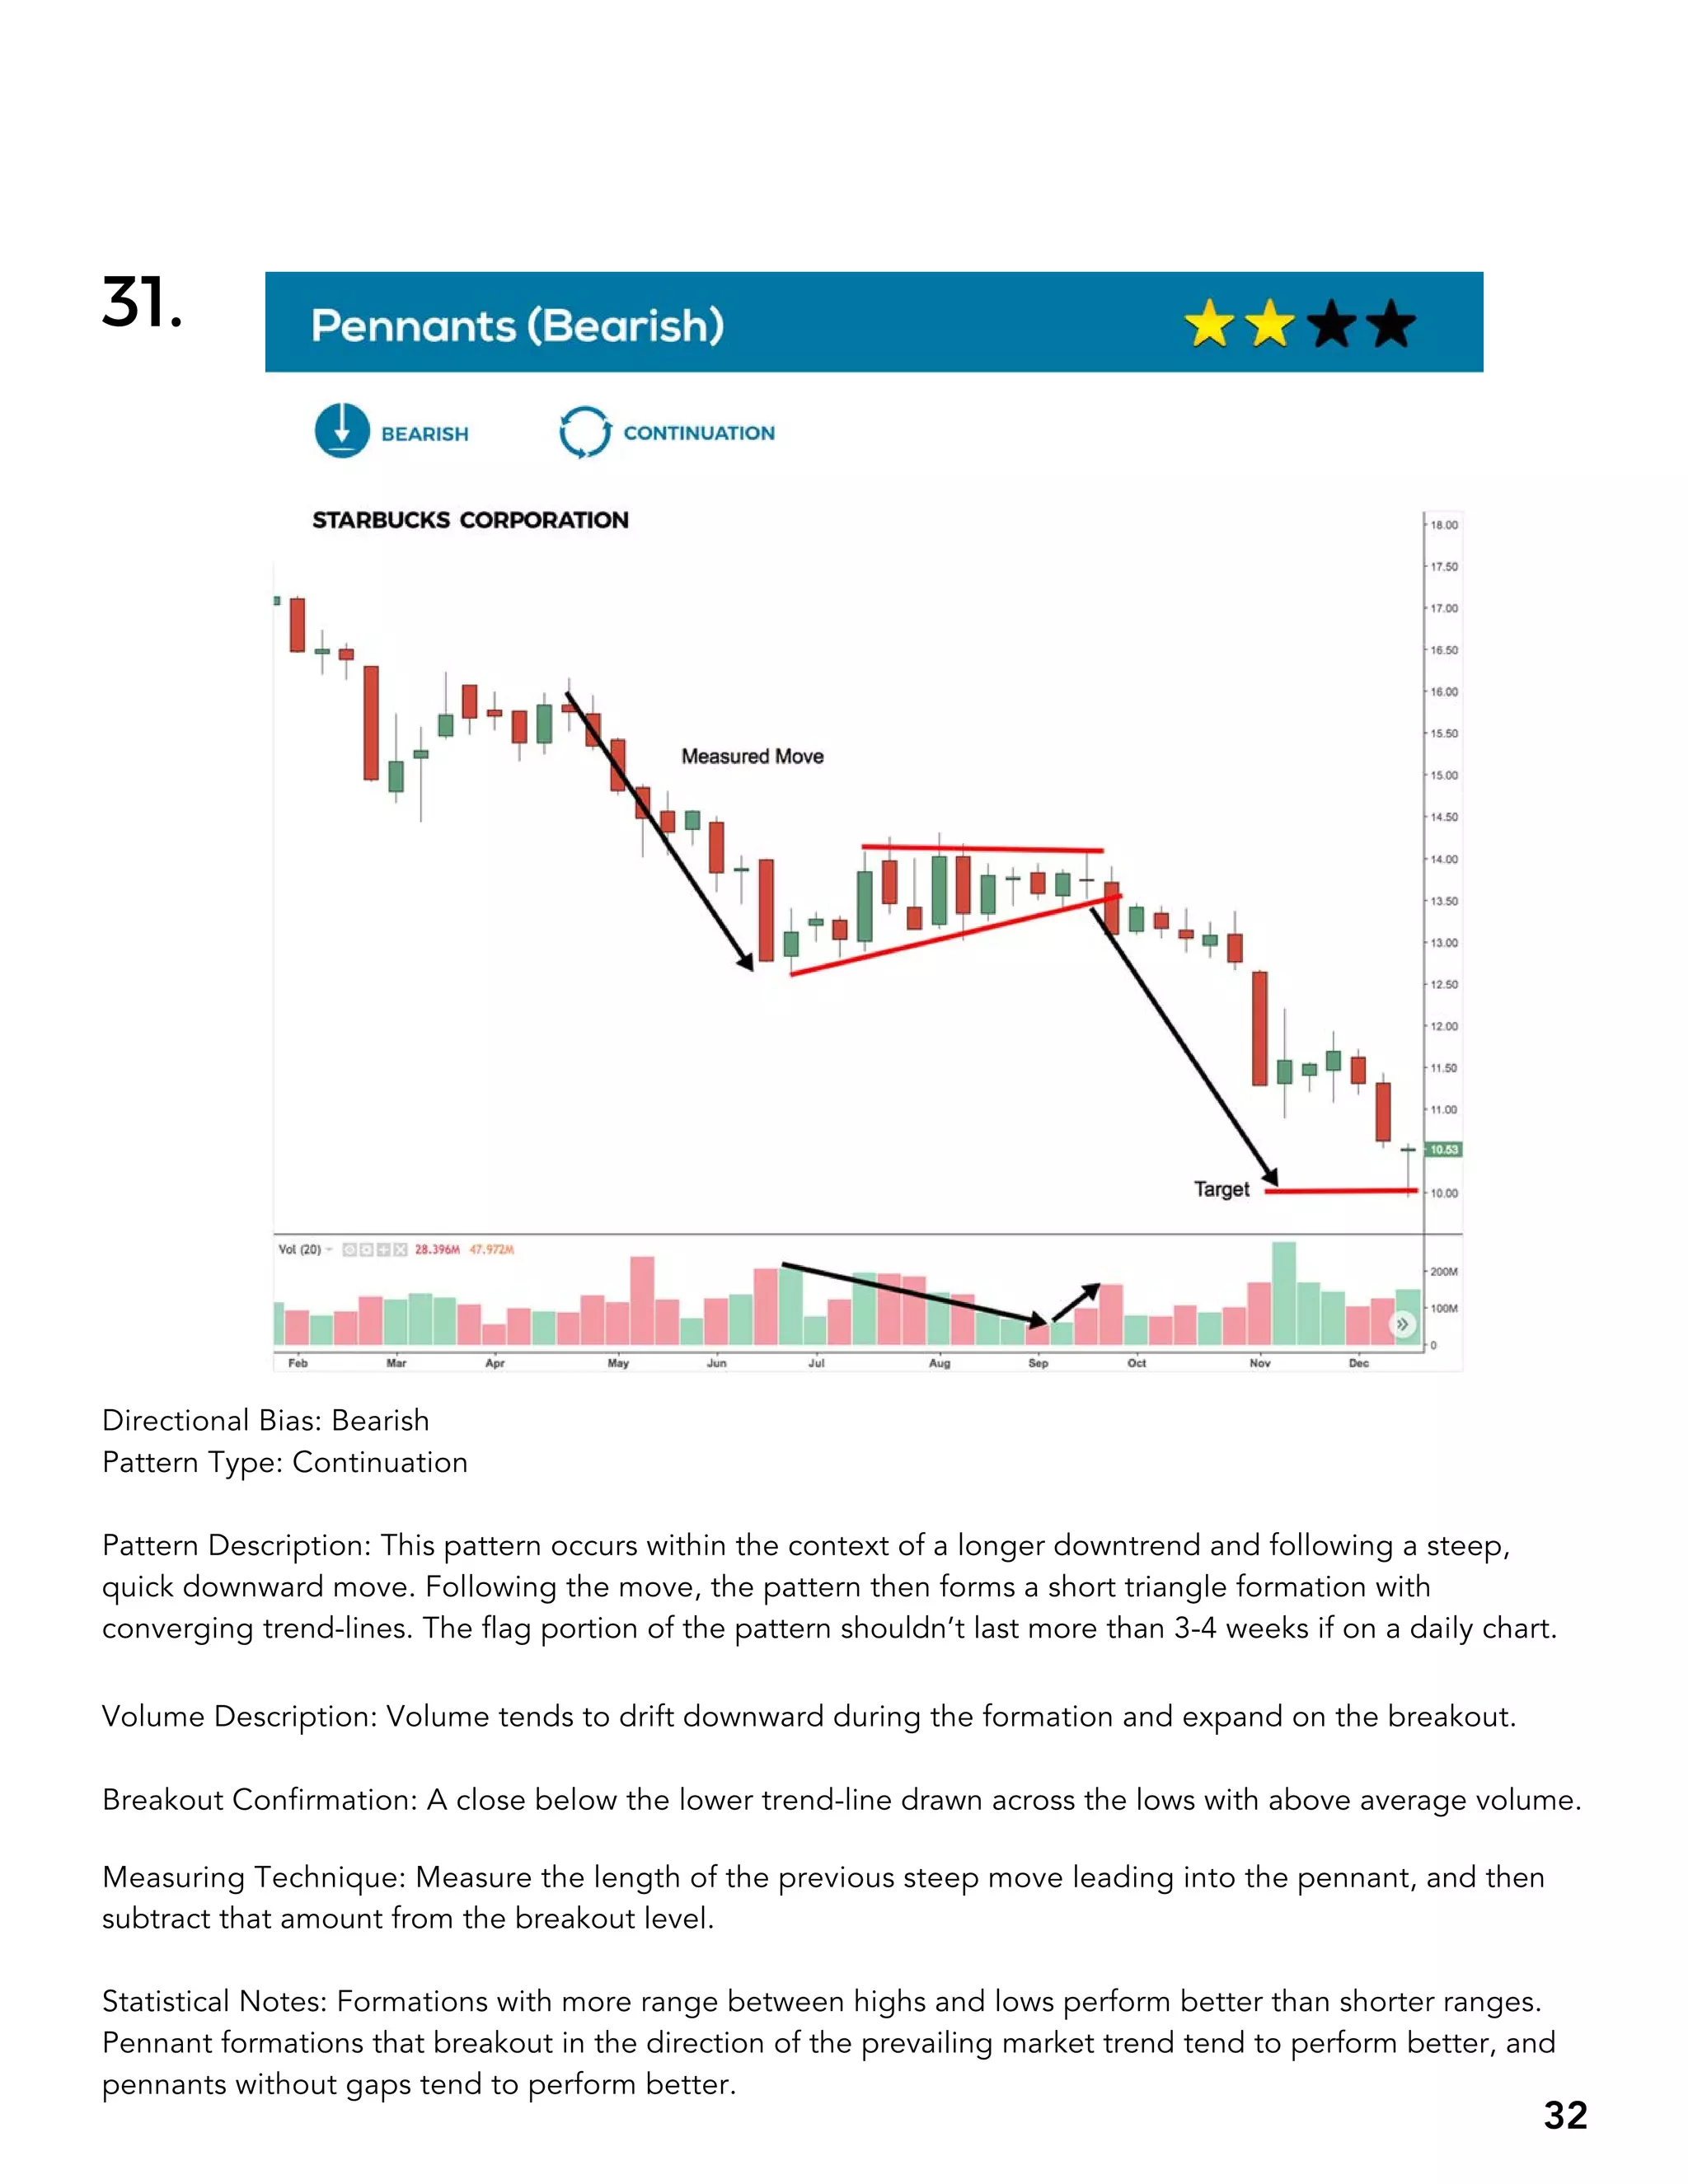 31.
Pennants (Bearish)
BEARISH
CONTINUATION
STARBUCKS CORPORATION
18.00
17.50
17.00
16.50
16.00
15.50
Measured Move
15.00
14.50
14.00
13.50
13.00
12.50
12.00
11.50
11.00
10.53
Target
10.00
Vol (20) 28.396M 47.972M
200M
100M
0
Feb Mar Apr May Jun Jul Aug Sep Oct Nov Dec
Directional Bias: Bearish
Pattern Type: Continuation
Pattern Description: This pattern occurs within the context of a longer downtrend and following a steep,
quick downward move. Following the move, the pattern then forms a short triangle formation with
converging trend-lines. The flag portion of the pattern shouldn’t last more than 3-4 weeks if on a daily chart.
Volume Description: Volume tends to drift downward during the formation and expand on the breakout.
Breakout Confirmation: A close below the lower trend-line drawn across the lows with above average volume.
Measuring Technique: Measure the length of the previous steep move leading into the pennant, and then
subtract that amount from the breakout level.
Statistical Notes: Formations with more range between highs and lows perform better than shorter ranges.
Pennant formations that breakout in the direction of the prevailing market trend tend to perform better, and
pennants without gaps tend to perform better.
32